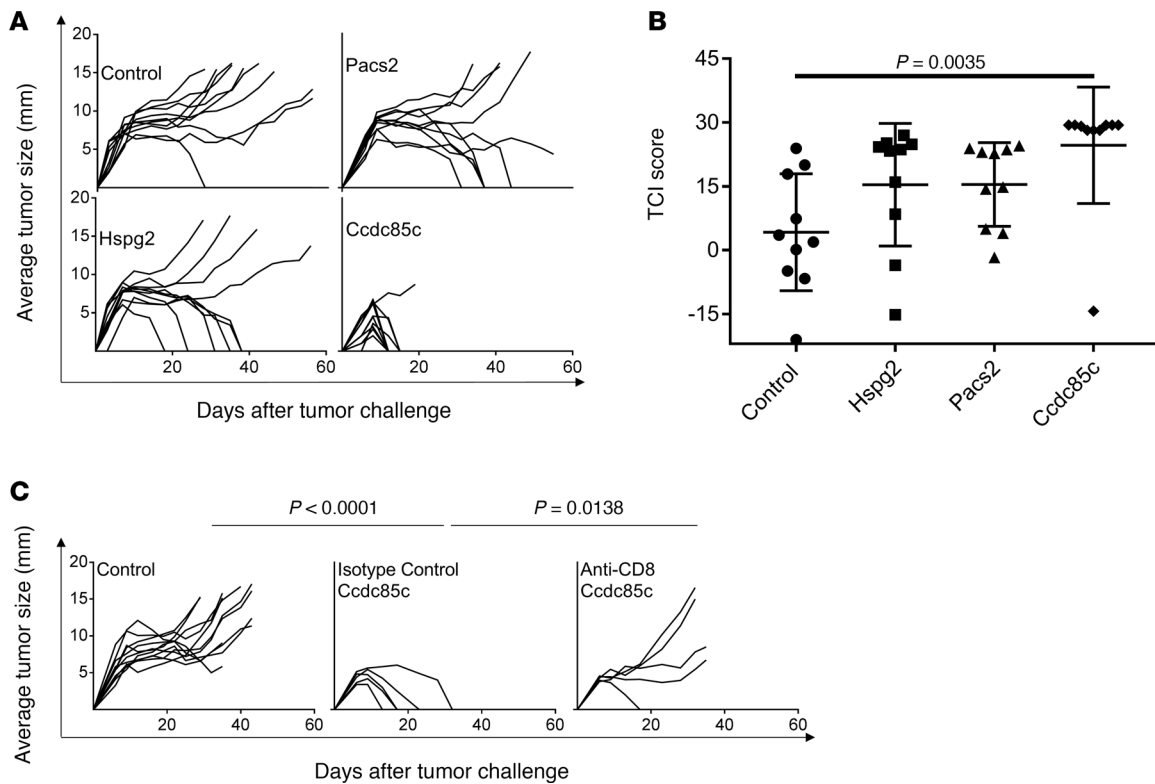 A
Average tumor size (mm)
20
15
10
5
Control
Pacs2
20
15
10
5
Hspg2
Ccdc85c
20
40
60
20
40
60
Days after tumor challenge
B
TCI score
45
30
15
0
-15
P = 0.0035
Control
Hspg2
Pacs2
Ccdc85c
C
P < 0.0001
P = 0.0138
Average tumor size (mm)
20
15
10
5
Control
Isotype Control
Ccdc85c
Anti-CD8
Ccdc85c
20
40
60
20
40
60
20
40
60
Days after tumor challenge